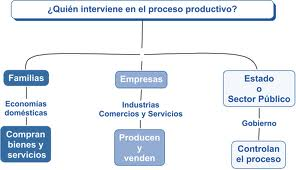 ¿Quién interviene en el proceso productivo?
Familias
Empresas
Estado
o
Sector Público
Economías
domésticas
Industrias
Comercios y Servicios
Gobierno
Compran
bienes y
servicios
Producen
y
venden
Controlan
el proceso